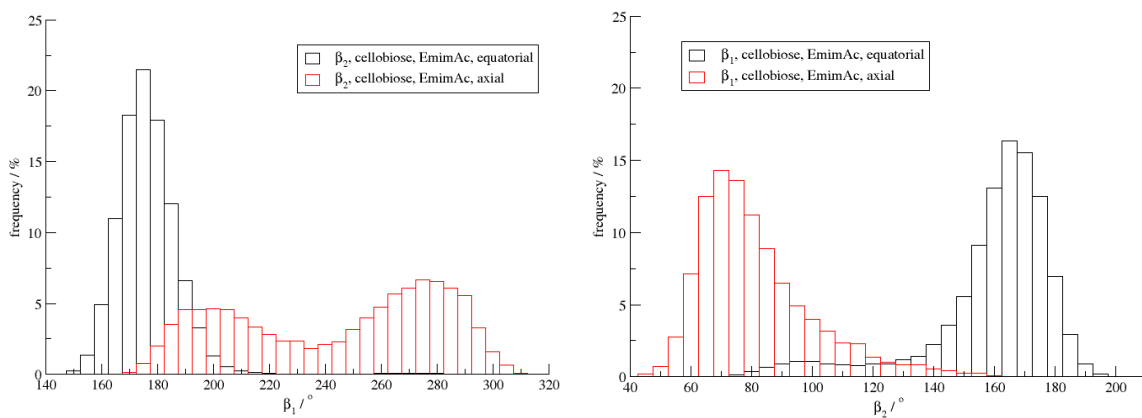 25
20
15
10
5
0
frequency / %
β₂, cellobiose, EmimAc, equatorial
β₂, cellobiose, EmimAc, axial
140 160 180 200 220 240 260 280 300 320
β₁ / °
25
20
15
10
5
0
frequency / %
β₁, cellobiose, EmimAc, equatorial
β₁, cellobiose, EmimAc, axial
40 60 80 100 120 140 160 180 200
β₂ / °